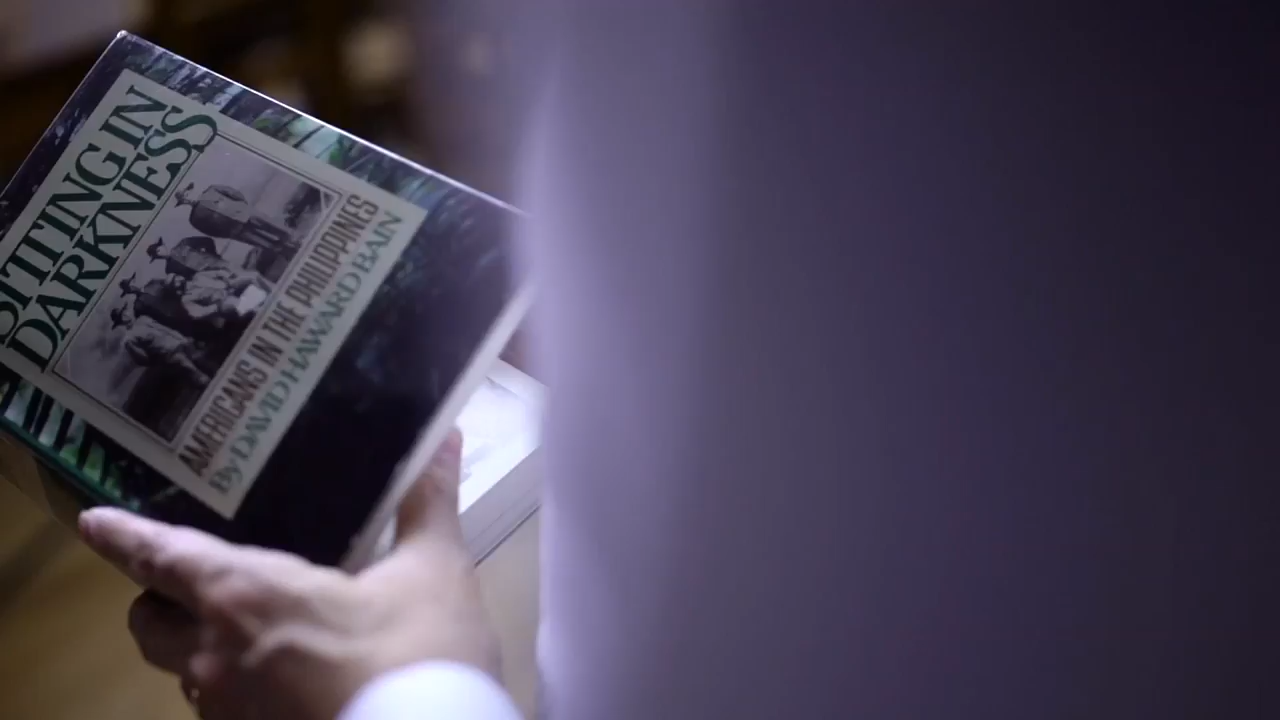 SITTING IN
DARKNESS
AMERICANS IN THE PHILIPPINES
By DAVID HAWARD BAIN